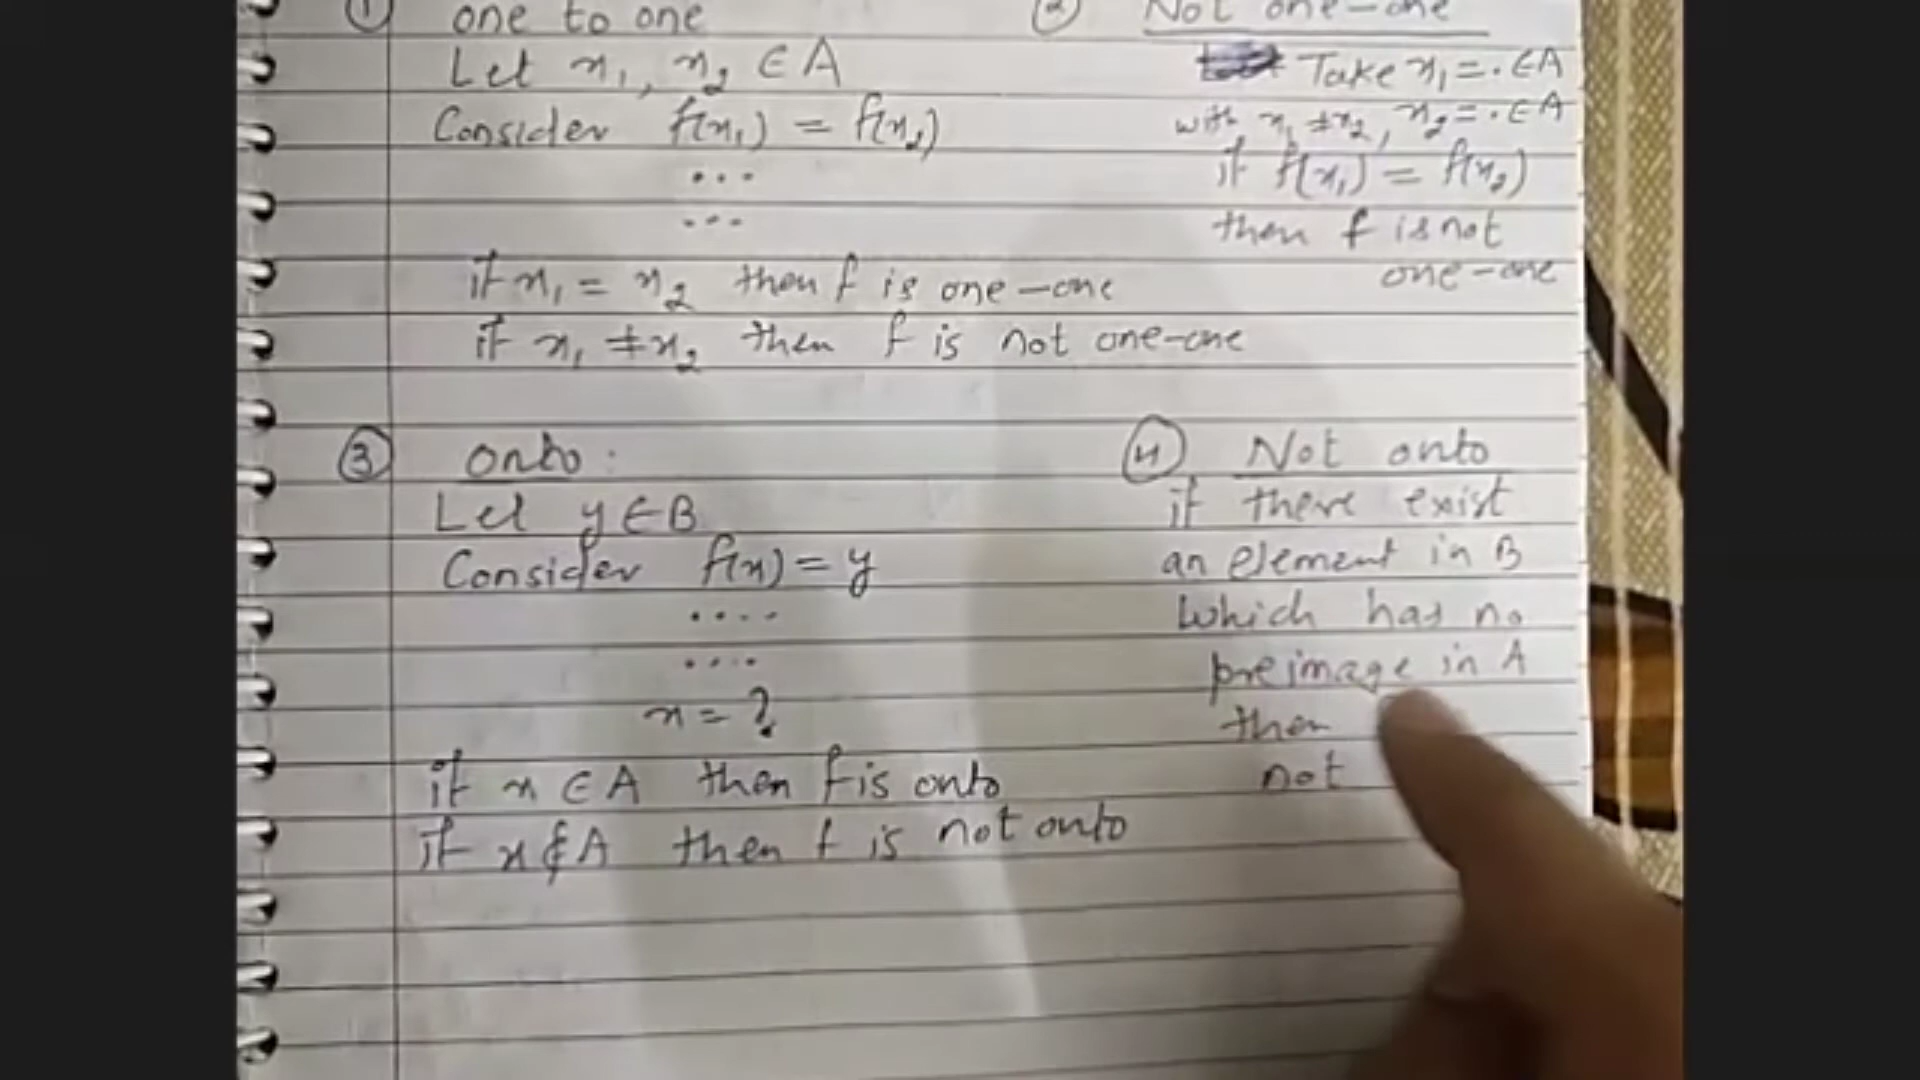 ① one to one
Let x₁, x₂ ∈ A
Consider f(x₁) = f(x₂)
...
...
if x₁ = x₂ then f is one-one
if x₁ ≠ x₂ then f is not one-one
② Not one-one
Take x₁ = . ∈ A
with x₁ ≠ x₂, x₂ = . ∈ A
if f(x₁) = f(x₂)
then f is not
one-one
③ onto:
Let y ∈ B
Consider f(x) = y
....
....
x = ?
if x ∈ A then f is onto
if x ∉ A then f is not onto
④ Not onto
if there exist
an element in B
which has no
preimage in A
then
not